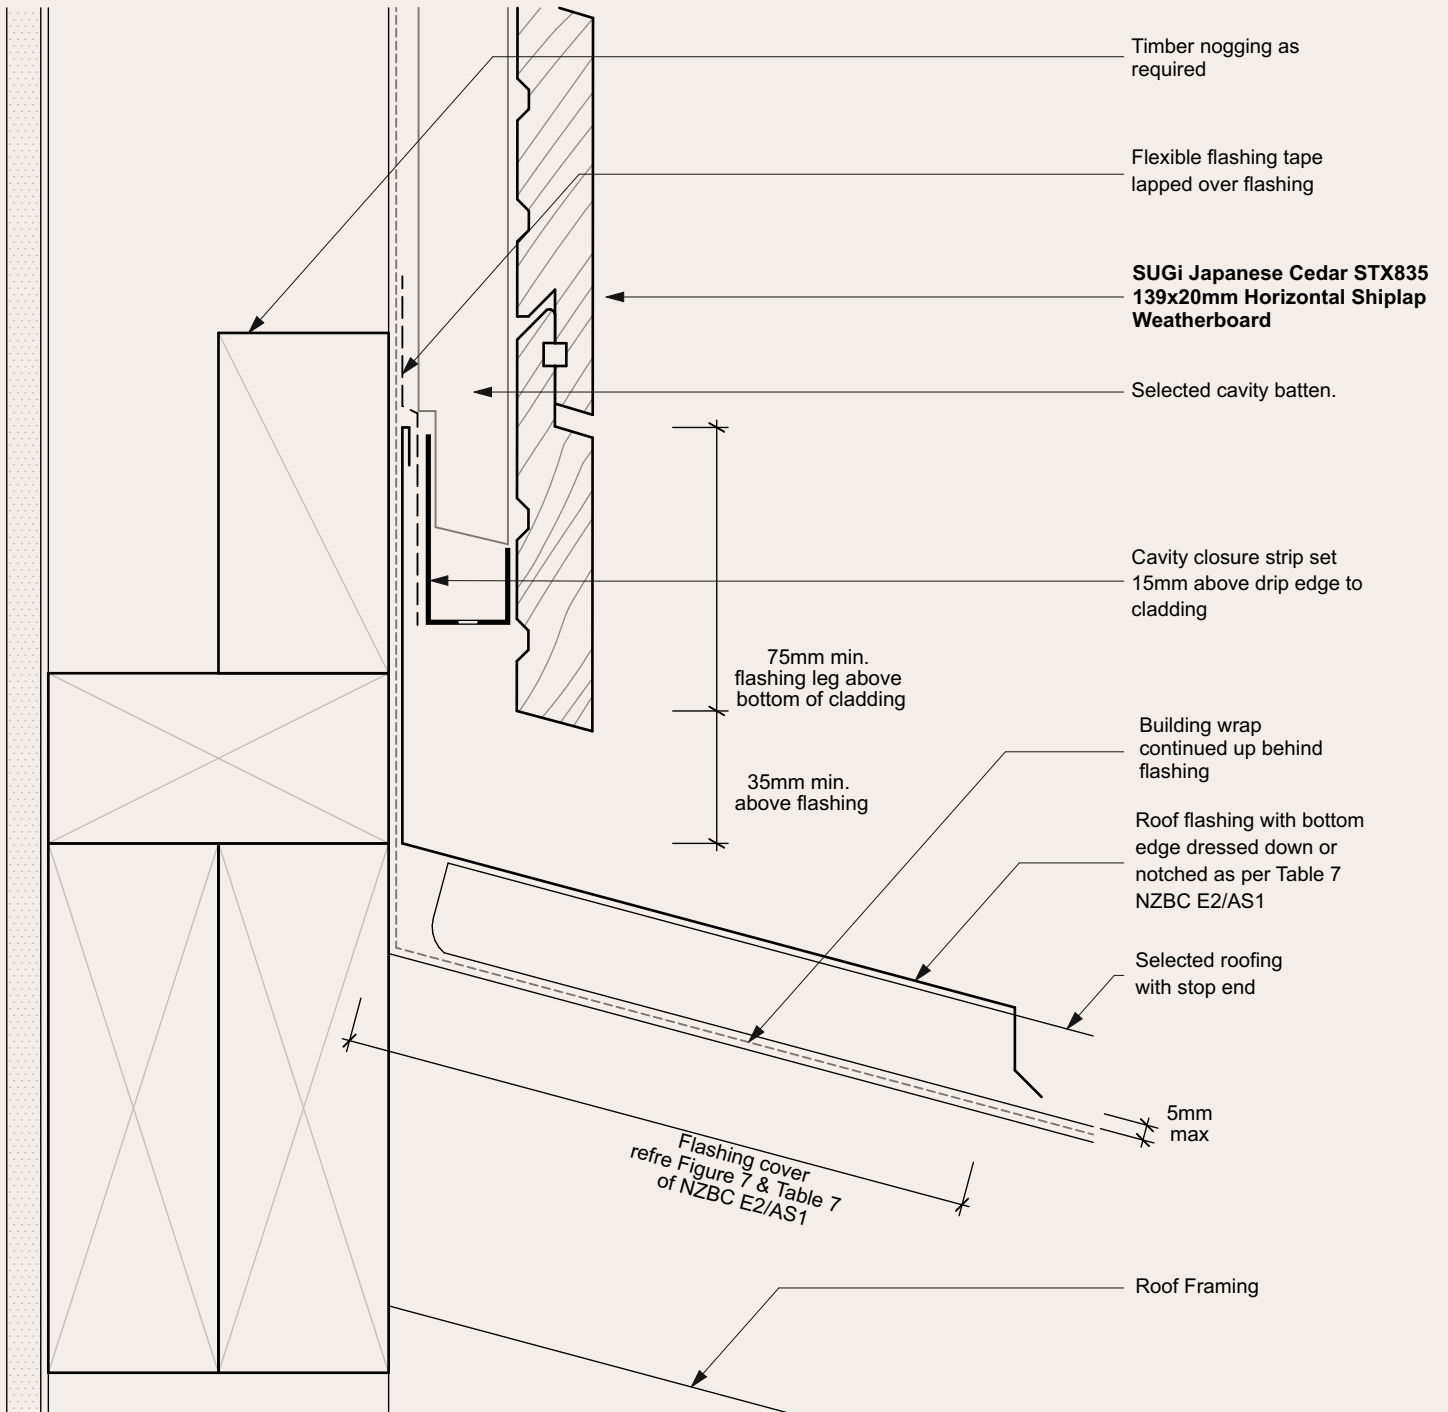 Timber nogging as
required
Flexible flashing tape
lapped over flashing
SUGi Japanese Cedar STX835
139x20mm Horizontal Shiplap
Weatherboard
Selected cavity batten.
Cavity closure strip set
15mm above drip edge to
cladding
75mm min.
flashing leg above
bottom of cladding
Building wrap
continued up behind
flashing
35mm min.
above flashing
Roof flashing with bottom
edge dressed down or
notched as per Table 7
NZBC E2/AS1
Selected roofing
with stop end
5mm
max
Flashing cover
refre Figure 7 & Table 7
of NZBC E2/AS1
Roof Framing